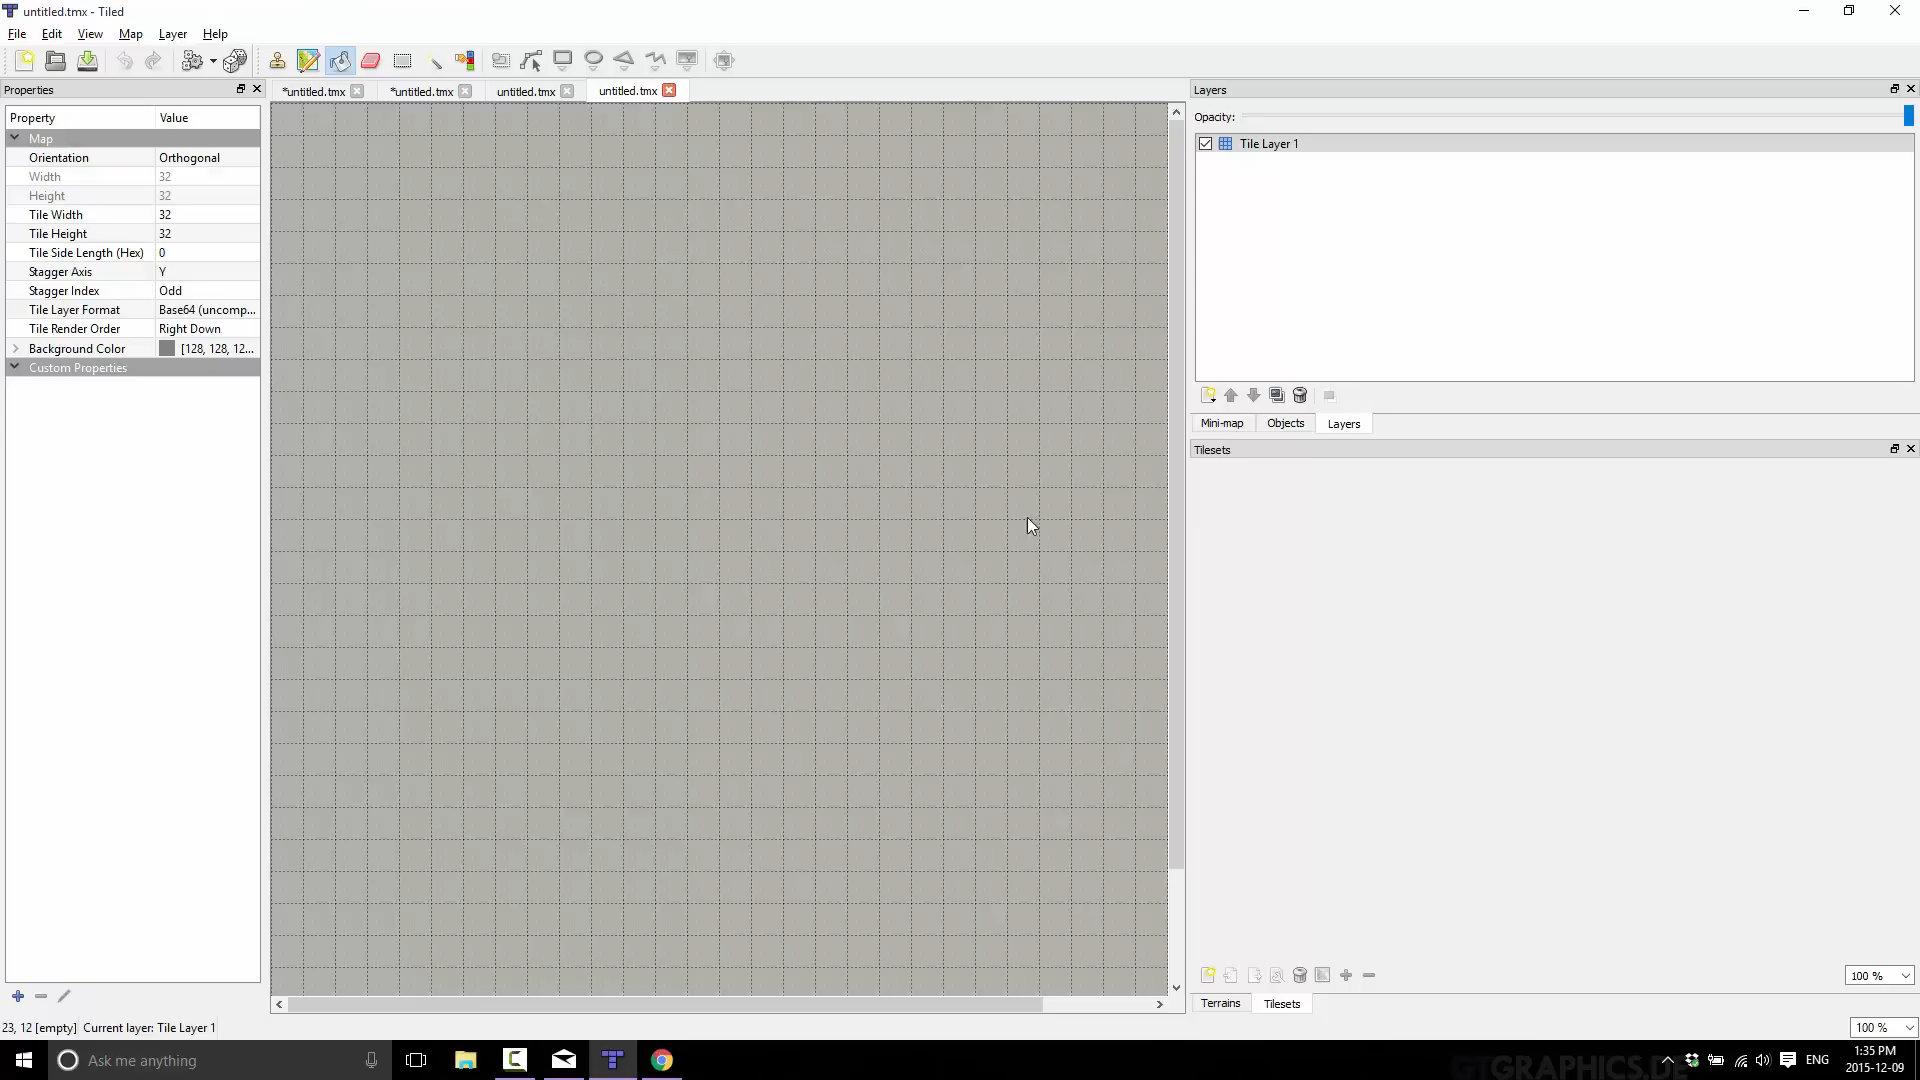 untitled.tmx - Tiled
File Edit View Map Layer Help
Properties
*untitled.tmx *untitled.tmx untitled.tmx untitled.tmx
Layers
Property Value
Opacity:
Map
Tile Layer 1
Orientation Orthogonal
Width 32
Height 32
Tile Width 32
Tile Height 32
Tile Side Length (Hex) 0
Stagger Axis Y
Stagger Index Odd
Tile Layer Format Base64 (uncomp...
Tile Render Order Right Down
Background Color [128, 128, 12...
Custom Properties
Mini-map Objects Layers
Tilesets
100 %
Terrains Tilesets
23, 12 [empty] Current layer: Tile Layer 1
100 %
Ask me anything
GTGRAPHICS.DE
ENG
1:35 PM
2015-12-09